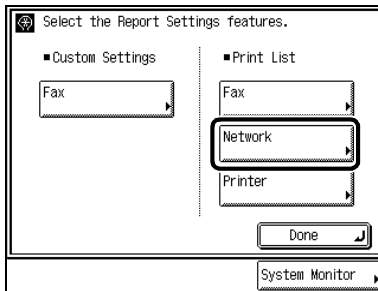 Select the Report Settings features.
■Custom Settings
Fax
■Print List
Fax
Network
Printer
Done
System Monitor